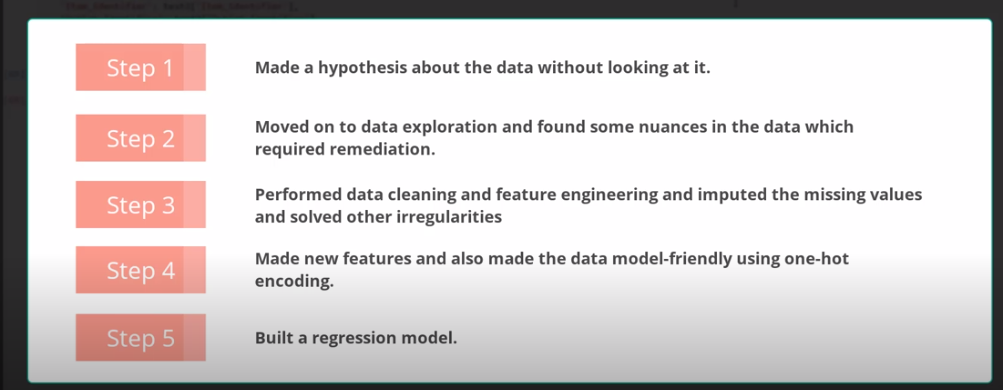 Step 1
Made a hypothesis about the data without looking at it.
Step 2
Moved on to data exploration and found some nuances in the data which
required remediation.
Step 3
Performed data cleaning and feature engineering and imputed the missing values
and solved other irregularities
Step 4
Made new features and also made the data model-friendly using one-hot
encoding.
Step 5
Built a regression model.